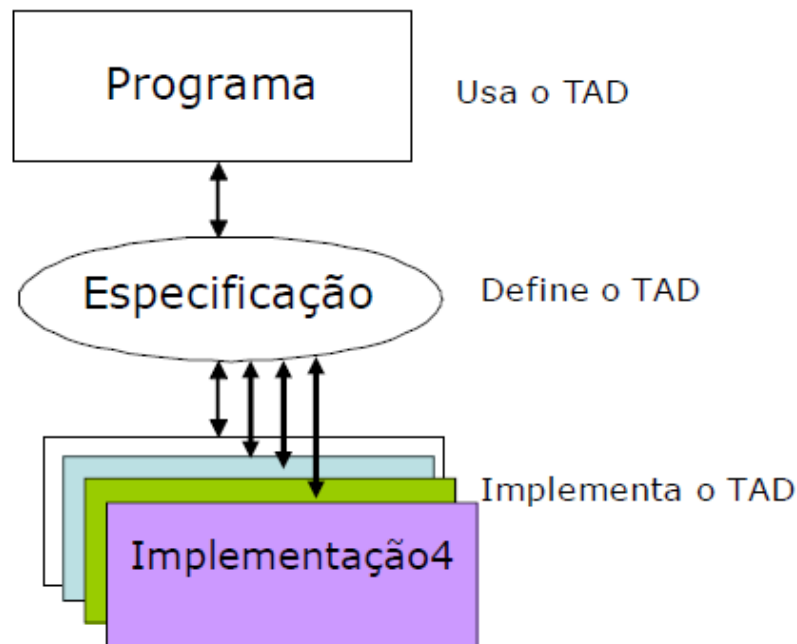 Programa
Usa o TAD
Especificação
Define o TAD
Implementa o TAD
Implementação4